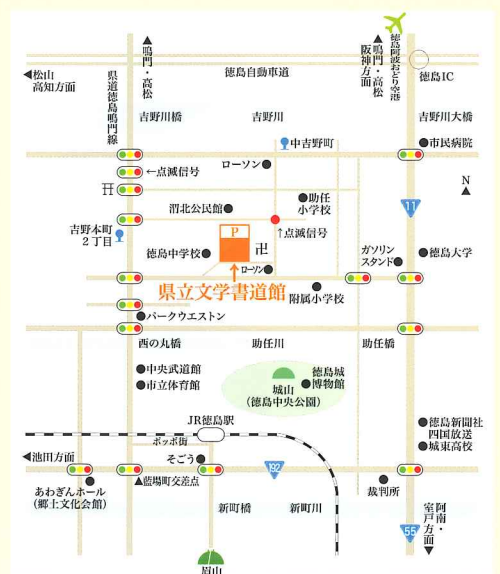 徳島阿波おどり空港
▲鳴門・高松
▲鳴門・高松
阪神方面
◀松山
高知方面
徳島自動車道
徳島IC
県道徳島鳴門線
吉野川橋
吉野川
吉野川大橋
中吉野町
市民病院
←点滅信号
ローソン
N
助任
小学校
渭北公民館
11
吉野本町
2丁目
P
↑点滅信号
卍
徳島中学校
ローソン
ガソリン
スタンド
徳島大学
県立文学書道館
附属小学校
パークウエストン
西の丸橋
助任川
助任橋
中央武道館
市立体育館
徳島城
博物館
城山
(徳島中央公園)
JR徳島駅
徳島新聞社
四国放送
城東高校
ポッポ街
◀池田方面
そごう
192
あわぎんホール
(郷土文化会館)
▲藍場町交差点
裁判所
新町橋
新町川
55
阿南・
室戸方面▼
眉山